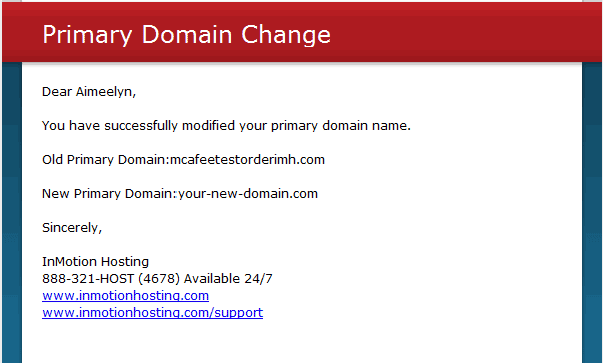 Primary Domain Change
Dear Aimeelyn,
You have successfully modified your primary domain name.
Old Primary Domain:mcafeetestorderimh.com
New Primary Domain:your-new-domain.com
Sincerely,
InMotion Hosting
888-321-HOST (4678) Available 24/7
www.inmotionhosting.com
www.inmotionhosting.com/support